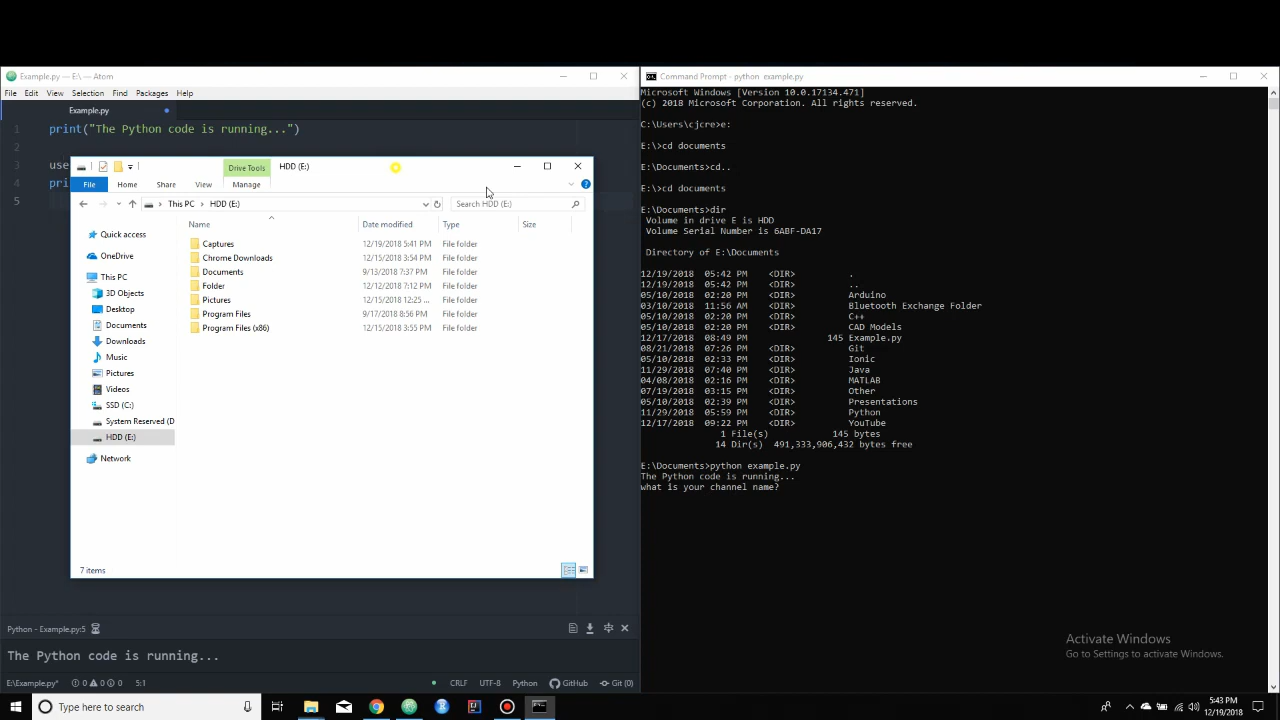 Example.py — E:\ — Atom
File Edit View Selection Find Packages Help
Example.py
1 print("The Python code is running...")
2
3 use
4 pri
5
Drive Tools HDD (E:)
File Home Share View Manage
This PC HDD (E:) Search HDD (E:)
Name Date modified Type Size
Quick access
OneDrive
This PC
3D Objects
Desktop
Documents
Downloads
Music
Pictures
Videos
SSD (C:)
System Reserved (D
HDD (E:)
Network
Captures 12/19/2018 5:41 PM File folder
Chrome Downloads 12/15/2018 3:54 PM File folder
Documents 9/13/2018 7:37 PM File folder
Folder 12/12/2018 7:12 PM File folder
Pictures 12/15/2018 12:25 ... File folder
Program Files 9/17/2018 8:56 PM File folder
Program Files (x86) 12/15/2018 3:55 PM File folder
7 items
Python - Example.py:5
The Python code is running...
E:\Example.py* 0 0 0 5:1 CRLF UTF-8 Python GitHub Git (0)
Command Prompt - python example.py
Microsoft Windows [Version 10.0.17134.471]
(c) 2018 Microsoft Corporation. All rights reserved.
C:\Users\cjcre>e:
E:\>cd documents
E:\Documents>cd..
E:\>cd documents
E:\Documents>dir
Volume in drive E is HDD
Volume Serial Number is 6ABF-DA17
Directory of E:\Documents
12/19/2018 05:42 PM <DIR> .
12/19/2018 05:42 PM <DIR> ..
05/10/2018 02:20 PM <DIR> Arduino
03/10/2018 11:56 AM <DIR> Bluetooth Exchange Folder
05/10/2018 02:20 PM <DIR> C++
05/10/2018 02:20 PM <DIR> CAD Models
12/17/2018 08:49 PM 145 Example.py
08/21/2018 07:26 PM <DIR> Git
05/10/2018 02:33 PM <DIR> Ionic
11/29/2018 07:40 PM <DIR> Java
04/08/2018 02:16 PM <DIR> MATLAB
07/19/2018 03:15 PM <DIR> Other
05/10/2018 02:39 PM <DIR> Presentations
11/29/2018 05:59 PM <DIR> Python
12/17/2018 09:22 PM <DIR> YouTube
1 File(s) 145 bytes
14 Dir(s) 491,333,906,432 bytes free
E:\Documents>python example.py
The Python code is running...
what is your channel name?
Activate Windows
Go to Settings to activate Windows.
Type here to search
5:43 PM
12/19/2018